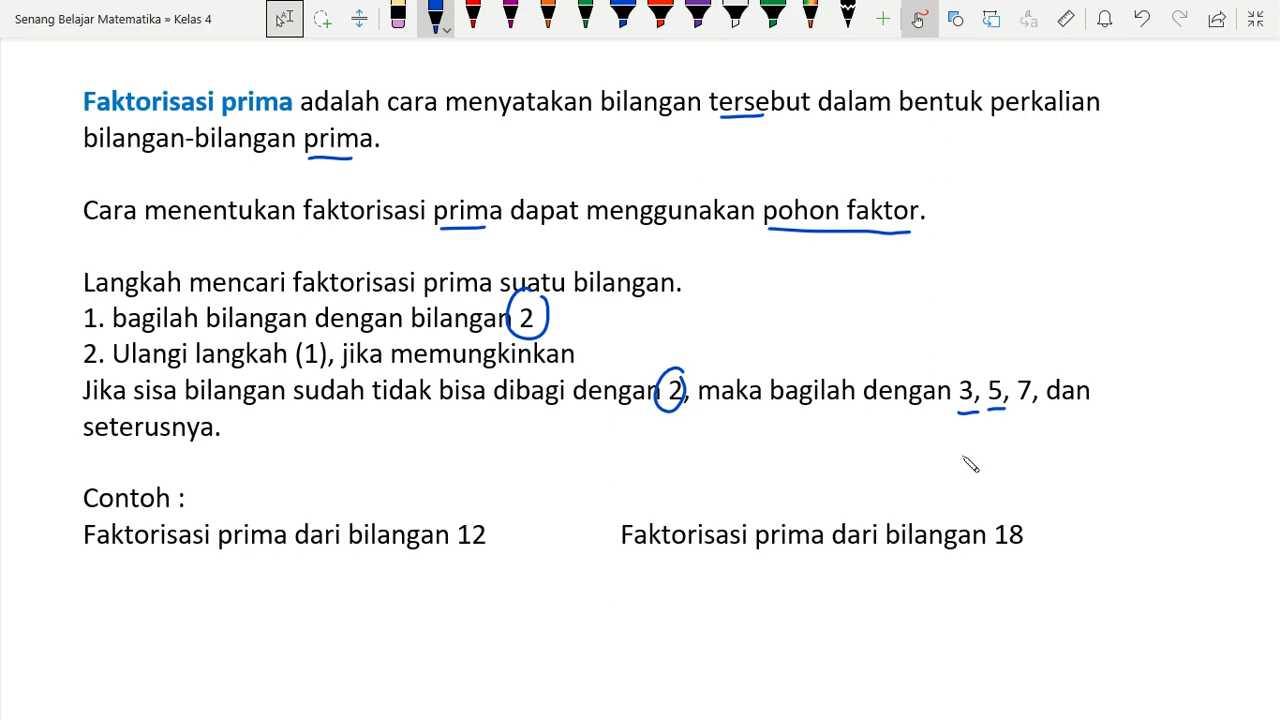 Senang Belajar Matematika » Kelas 4
Faktorisasi prima adalah cara menyatakan bilangan tersebut dalam bentuk perkalian
bilangan-bilangan prima.
Cara menentukan faktorisasi prima dapat menggunakan pohon faktor.
Langkah mencari faktorisasi prima suatu bilangan.
1. bagilah bilangan dengan bilangan 2
2. Ulangi langkah (1), jika memungkinkan
Jika sisa bilangan sudah tidak bisa dibagi dengan 2, maka bagilah dengan 3, 5, 7, dan
seterusnya.
Contoh :
Faktorisasi prima dari bilangan 12
Faktorisasi prima dari bilangan 18